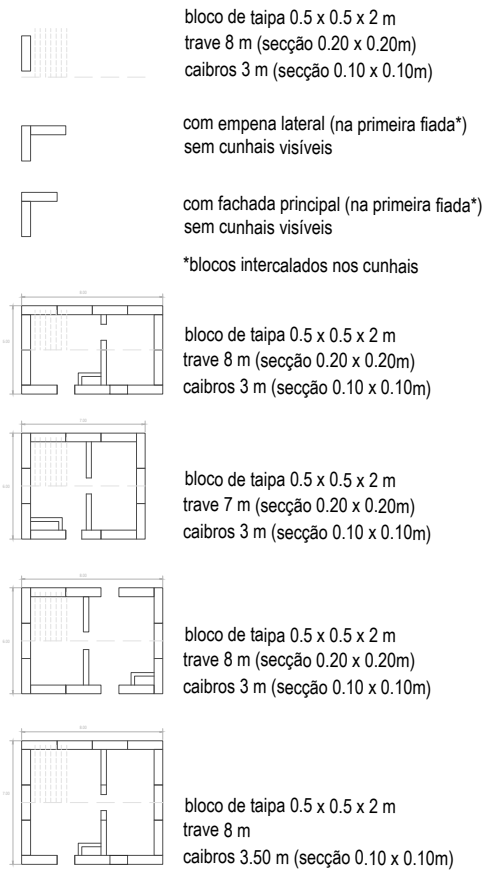 bloco de taipa 0.5 x 0.5 x 2 m
trave 8 m (secção 0.20 x 0.20m)
caibros 3 m (secção 0.10 x 0.10m)
com empena lateral (na primeira fiada*)
sem cunhais visíveis
com fachada principal (na primeira fiada*)
sem cunhais visíveis
*blocos intercalados nos cunhais
bloco de taipa 0.5 x 0.5 x 2 m
trave 8 m (secção 0.20 x 0.20m)
caibros 3 m (secção 0.10 x 0.10m)
bloco de taipa 0.5 x 0.5 x 2 m
trave 7 m (secção 0.20 x 0.20m)
caibros 3 m (secção 0.10 x 0.10m)
bloco de taipa 0.5 x 0.5 x 2 m
trave 8 m (secção 0.20 x 0.20m)
caibros 3 m (secção 0.10 x 0.10m)
bloco de taipa 0.5 x 0.5 x 2 m
trave 8 m
caibros 3.50 m (secção 0.10 x 0.10m)